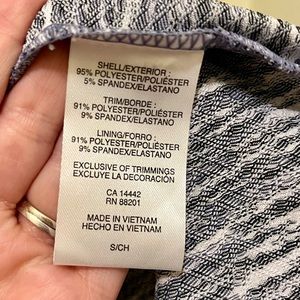 SHELL/EXTERIOR :
95% POLYESTER/POLIÉSTER
5% SPANDEX/ELASTANO
TRIM/BORDE :
91% POLYESTER/POLIÉSTER
9% SPANDEX/ELASTANO
LINING/FORRO :
91% POLYESTER/POLIÉSTER
9% SPANDEX/ELASTANO
EXCLUSIVE OF TRIMMINGS
EXCLUYE LA DECORACIÓN
CA 14442
RN 88201
MADE IN VIETNAM
HECHO EN VIETNAM
S/CH